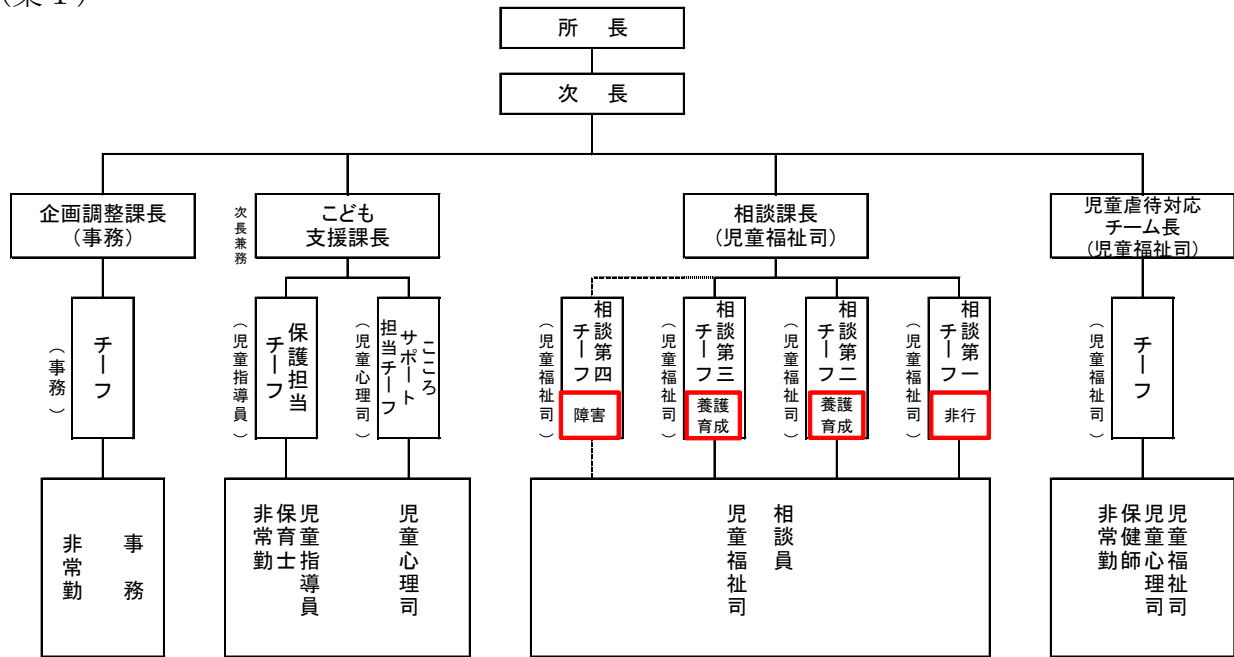 (案1)
所 長
次 長
企画調整課長
(事務)
次長兼務
こども
支援課長
相談課長
(児童福祉司)
児童虐待対応
チーム長
(児童福祉司)
チーフ
(事務)
保護担当
チーフ
(児童指導員)
こころ
サポート
担当チーフ
(児童心理司)
相談第四
チーフ
障害
(児童福祉司)
相談第三
チーフ
養護
育成
(児童福祉司)
相談第二
チーフ
養護
育成
(児童福祉司)
相談第一
チーフ
非行
(児童福祉司)
チーフ
(児童福祉司)
事 務
非常勤
児童心理司
児童指導員
保育士
非常勤
相談員
児童福祉司
児童福祉司
児童心理司
保健師
非常勤